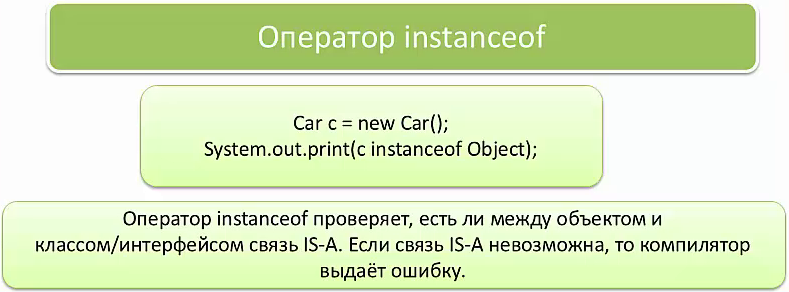 Оператор instanceof
Car c = new Car();
System.out.print(c instanceof Object);
Оператор instanceof проверяет, есть ли между объектом и
классом/интерфейсом связь IS-A. Если связь IS-A невозможна, то компилятор
выдаёт ошибку.